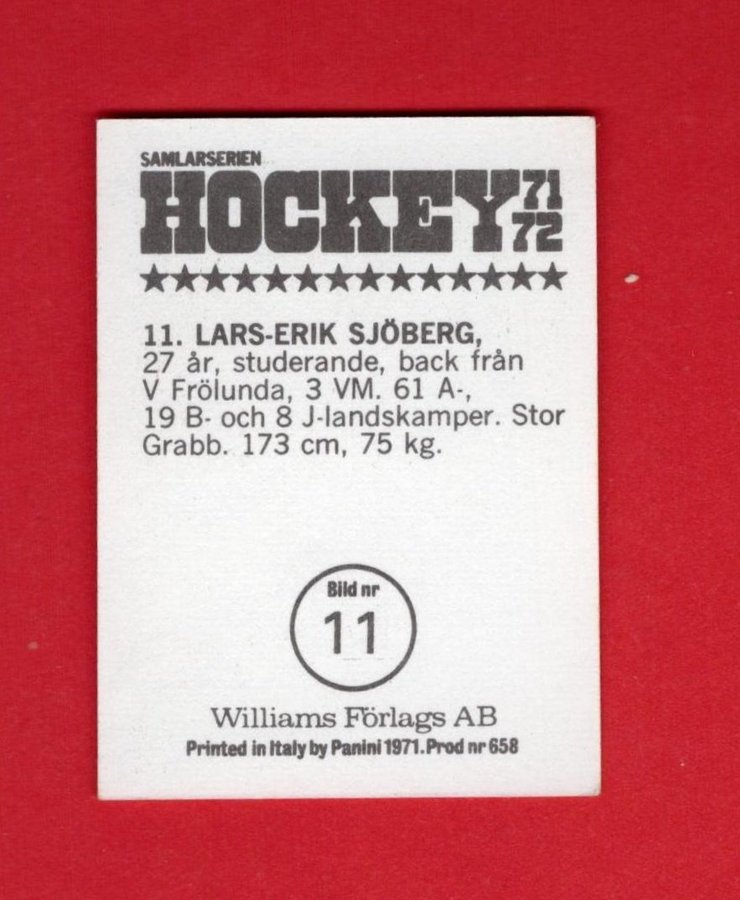 SAMLARSERIEN
HOCKEY 71 72
11. LARS-ERIK SJÖBERG,
27 år, studerande, back från
V Frölunda, 3 VM. 61 A-,
19 B- och 8 J-landskamper. Stor
Grabb. 173 cm, 75 kg.
Bild nr
11
Williams Förlags AB
Printed in Italy by Panini 1971. Prod nr 658